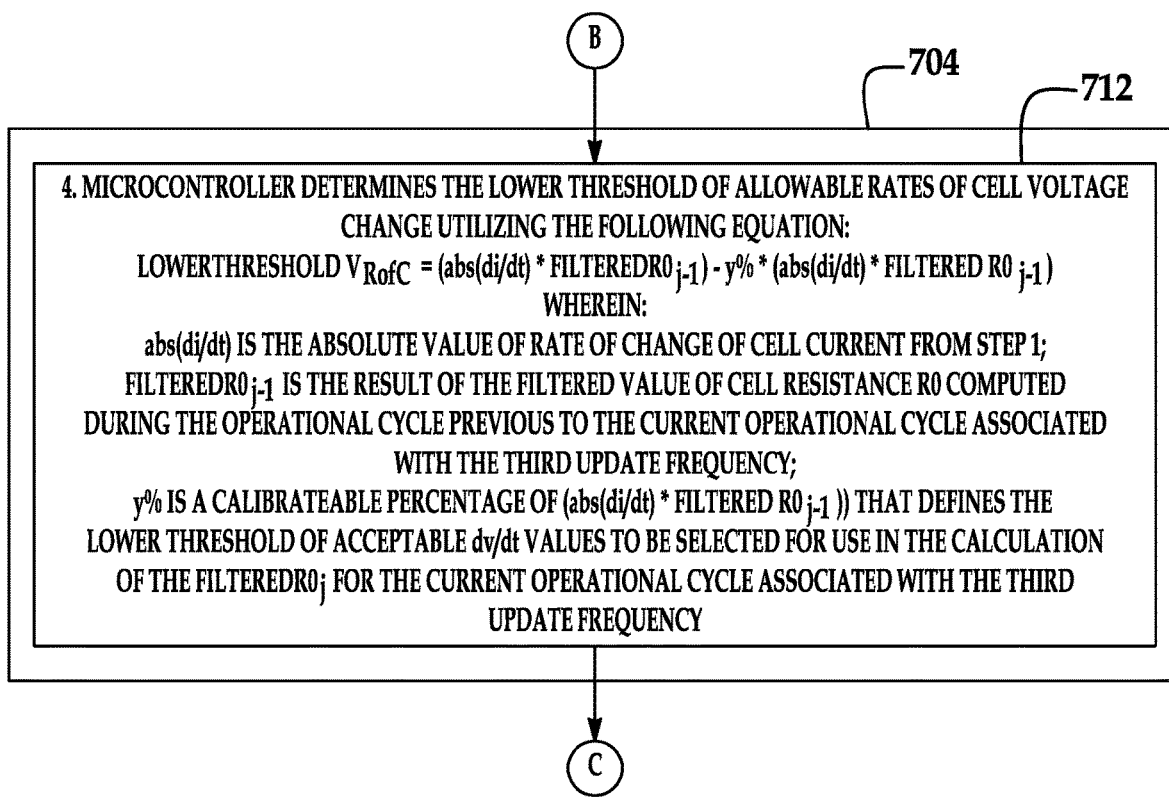 B
704
712
4. MICROCONTROLLER DETERMINES THE LOWER THRESHOLD OF ALLOWABLE RATES OF CELL VOLTAGE
CHANGE UTILIZING THE FOLLOWING EQUATION:
LOWERTHRESHOLD V_RofC = (abs(di/dt) * FILTEREDR0 j-1) - y% * (abs(di/dt) * FILTERED R0 j-1)
WHEREIN:
abs(di/dt) IS THE ABSOLUTE VALUE OF RATE OF CHANGE OF CELL CURRENT FROM STEP 1;
FILTEREDR0 j-1 IS THE RESULT OF THE FILTERED VALUE OF CELL RESISTANCE R0 COMPUTED
DURING THE OPERATIONAL CYCLE PREVIOUS TO THE CURRENT OPERATIONAL CYCLE ASSOCIATED
WITH THE THIRD UPDATE FREQUENCY;
y% IS A CALIBRATEABLE PERCENTAGE OF (abs(di/dt) * FILTERED R0 j-1 )) THAT DEFINES THE
LOWER THRESHOLD OF ACCEPTABLE dv/dt VALUES TO BE SELECTED FOR USE IN THE CALCULATION
OF THE FILTEREDR0 j FOR THE CURRENT OPERATIONAL CYCLE ASSOCIATED WITH THE THIRD
UPDATE FREQUENCY
C